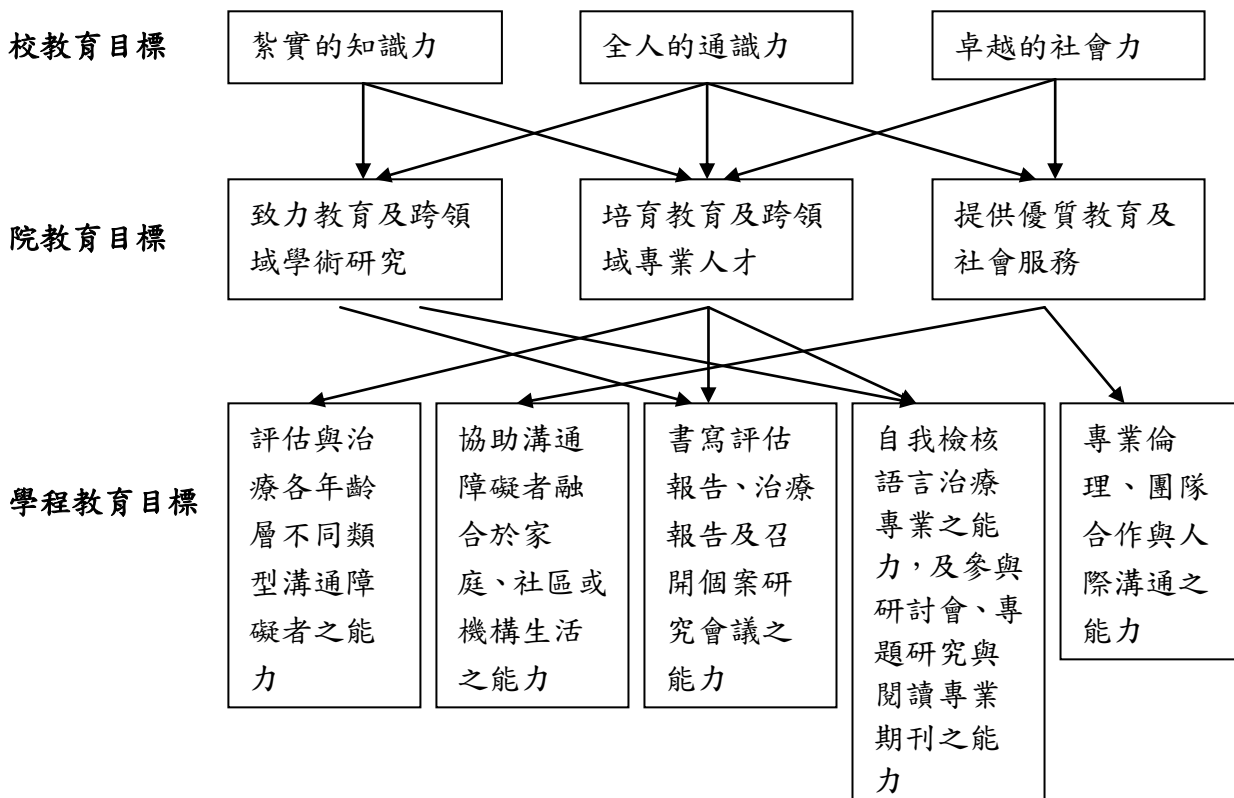 校教育目標
紮實的知識力
全人的通識力
卓越的社會力
院教育目標
致力教育及跨領
域學術研究
培育教育及跨領
域專業人才
提供優質教育及
社會服務
學程教育目標
評估與治
療各年齡
層不同類
型溝通障
礙者之能
力
協助溝通
障礙者融
合於家
庭、社區或
機構生活
之能力
書寫評估
報告、治療
報告及召
開個案研
究會議之
能力
自我檢核
語言治療
專業之能
力，及參與
研討會、專
題研究與
閱讀專業
期刊之能
力
專業倫
理、團隊
合作與人
際溝通之
能力